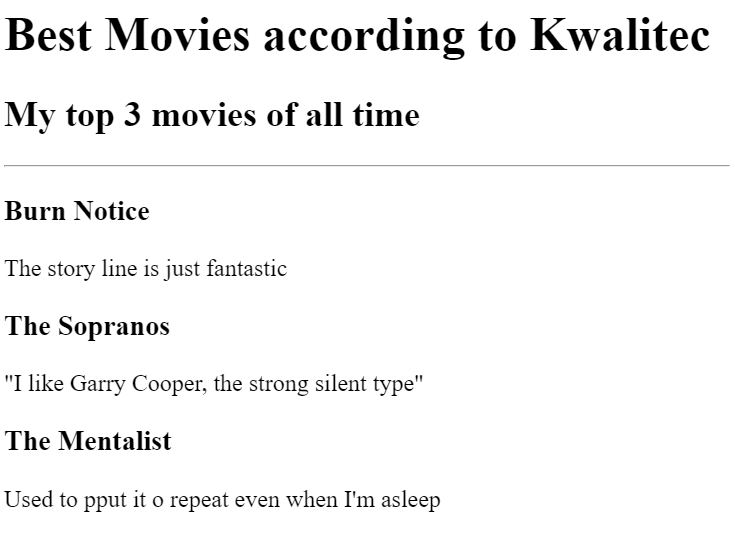 Best Movies according to Kwalitec
My top 3 movies of all time
Burn Notice
The story line is just fantastic
The Sopranos
"I like Garry Cooper, the strong silent type"
The Mentalist
Used to pput it o repeat even when I'm asleep